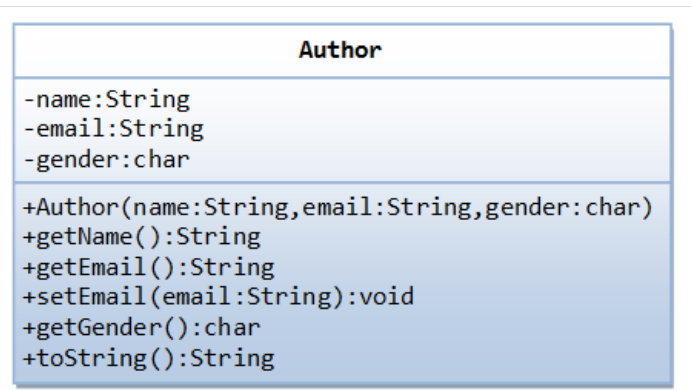 Author
-name:String
-email:String
-gender:char
+Author(name:String,email:String,gender:char)
+getName():String
+getEmail():String
+setEmail(email:String):void
+getGender():char
+toString():String